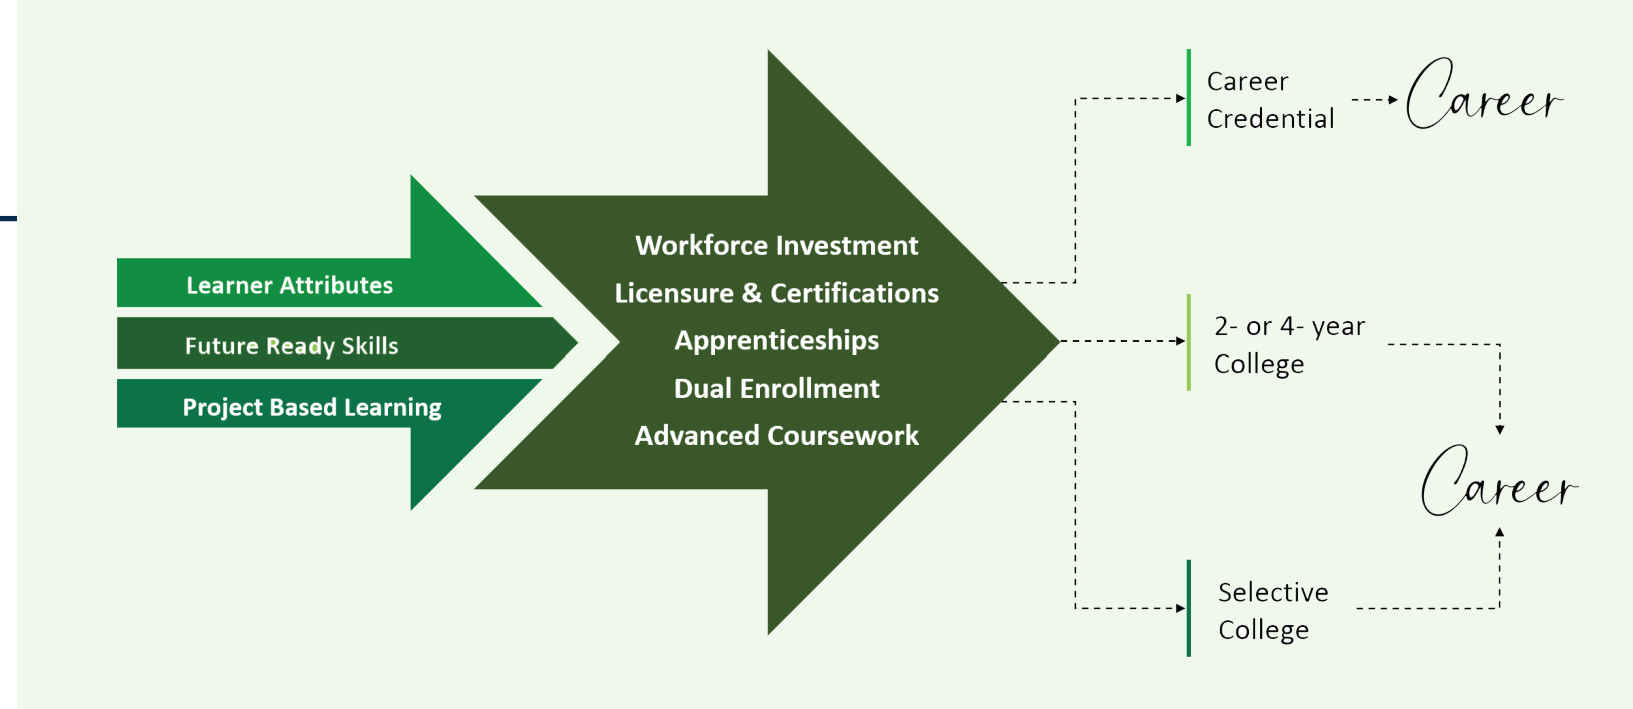 Learner Attributes
Future Ready Skills
Project Based Learning
Workforce Investment
Licensure & Certifications
Apprenticeships
Dual Enrollment
Advanced Coursework
Career
Credential
Career
2- or 4- year
College
Career
Selective
College